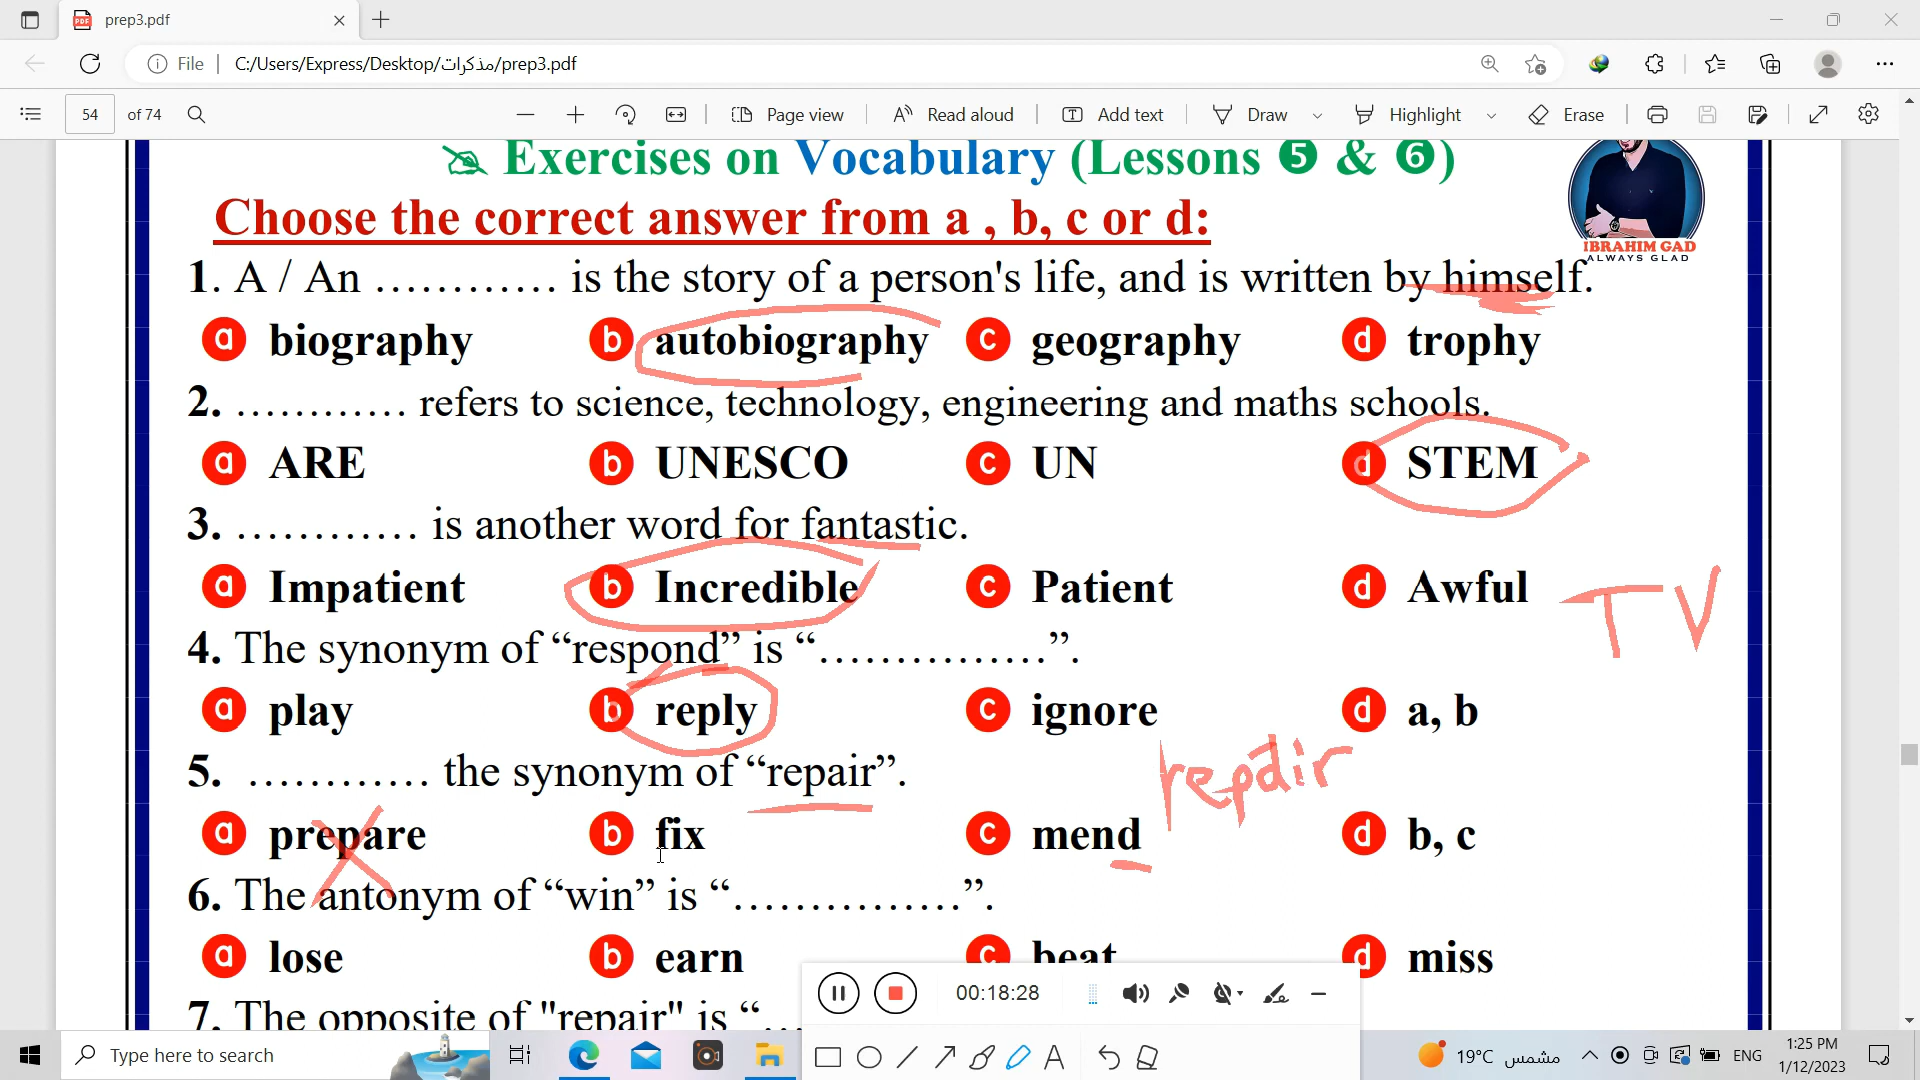 prep3.pdf
File C:/Users/Express/Desktop/مذكرات/prep3.pdf
54 of 74 Page view Read aloud Add text Draw Highlight Erase
Exercises on Vocabulary (Lessons ❺ & ❻)
IBRAHIM GAD
ALWAYS GLAD
Choose the correct answer from a , b, c or d:
1. A / An ………… is the story of a person's life, and is written by himself.
a biography b autobiography c geography d trophy
2. ………… refers to science, technology, engineering and maths schools.
a ARE b UNESCO c UN d STEM
3. ………… is another word for fantastic.
a Impatient b Incredible c Patient d Awful
TV
4. The synonym of “respond” is “……………”.
a play b reply c ignore d a, b
5. ………… the synonym of “repair”.
repair
a prepare b fix c mend d b, c
6. The antonym of “win” is “……………”.
a lose b earn c beat d miss
7. The opposite of "repair" is “…
00:18:28
Type here to search
19°C مشمس ENG 1:25 PM
1/12/2023